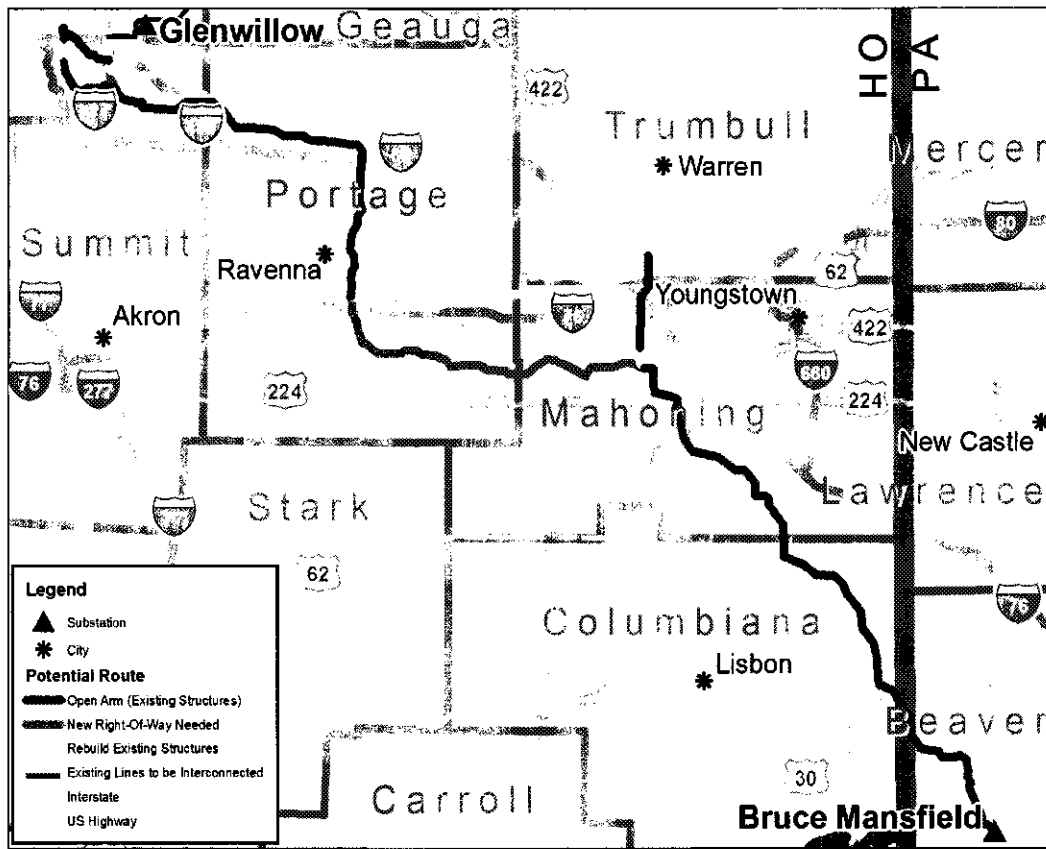 Glenwillow
Geauga
HO
PA
422
Trumbull
Mercer
Warren
Portage
80
Summit
Ravenna
62
Youngstown
Akron
422
76
277
680
224
224
Mahoning
New Castle
Lawrence
Stark
62
76
Columbiana
Lisbon
Beaver
30
Carroll
Bruce Mansfield
Legend
Substation
City
Potential Route
Open Arm (Existing Structures)
New Right-Of-Way Needed
Rebuild Existing Structures
Existing Lines to be Interconnected
Interstate
US Highway